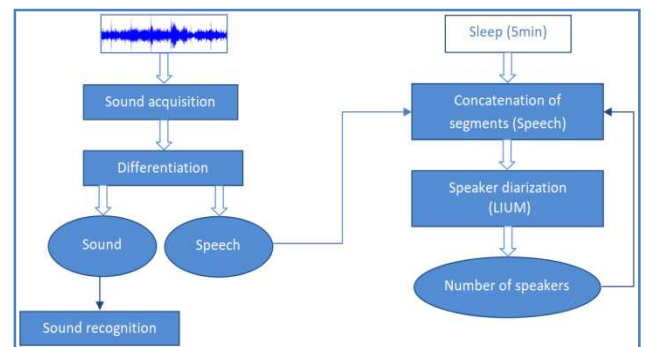 Sound acquisition
Differentiation
Sound
Speech
Sound recognition
Sleep (5min)
Concatenation of
segments (Speech)
Speaker diarization
(LIUM)
Number of speakers